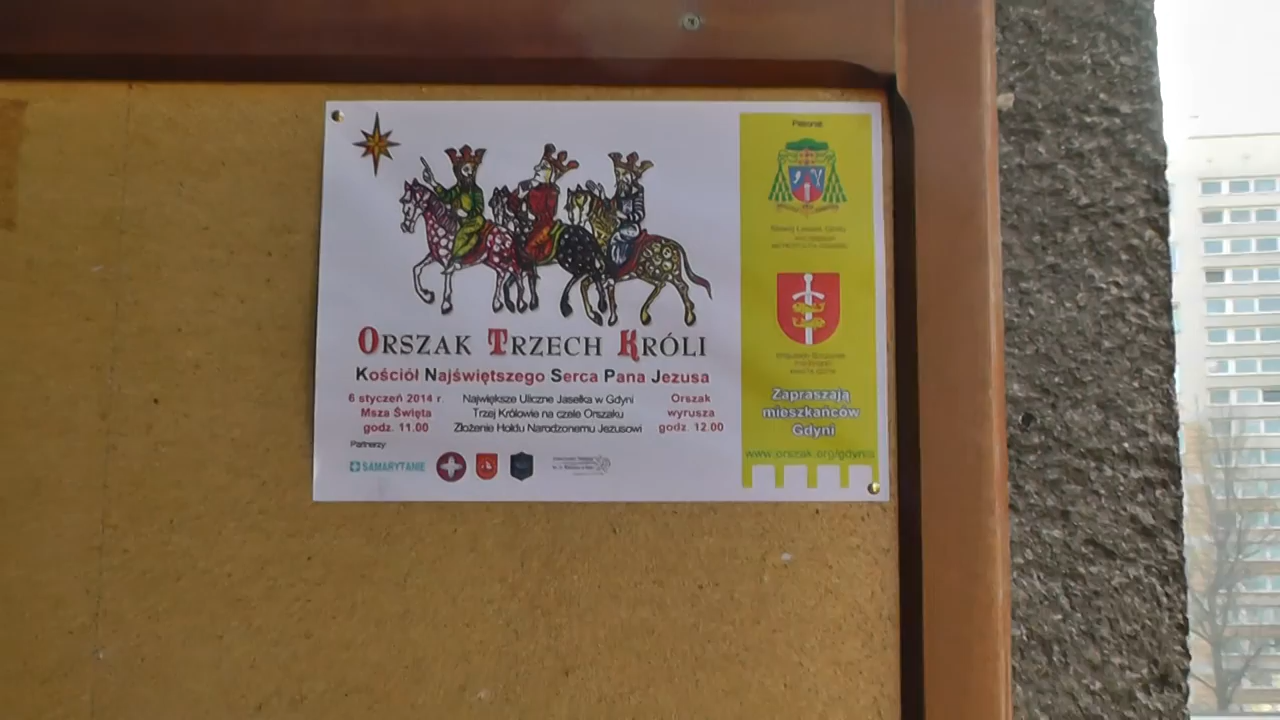 ORSZAK TRZECH KRÓLI
Kościół Najświętszego Serca Pana Jezusa
6 styczeń 2014 r.
Msza Święta
godz. 11.00
Największe Uliczne Jasełka w Gdyni
Trzej Królowie na czele Orszaku
Złożenie Hołdu Narodzonemu Jezusowi
Orszak
wyrusza
godz. 12.00
Partnerzy
SAMARYTANIE
Patronat
Zapraszają
mieszkańców
Gdyni
www.orszak.org/gdynia